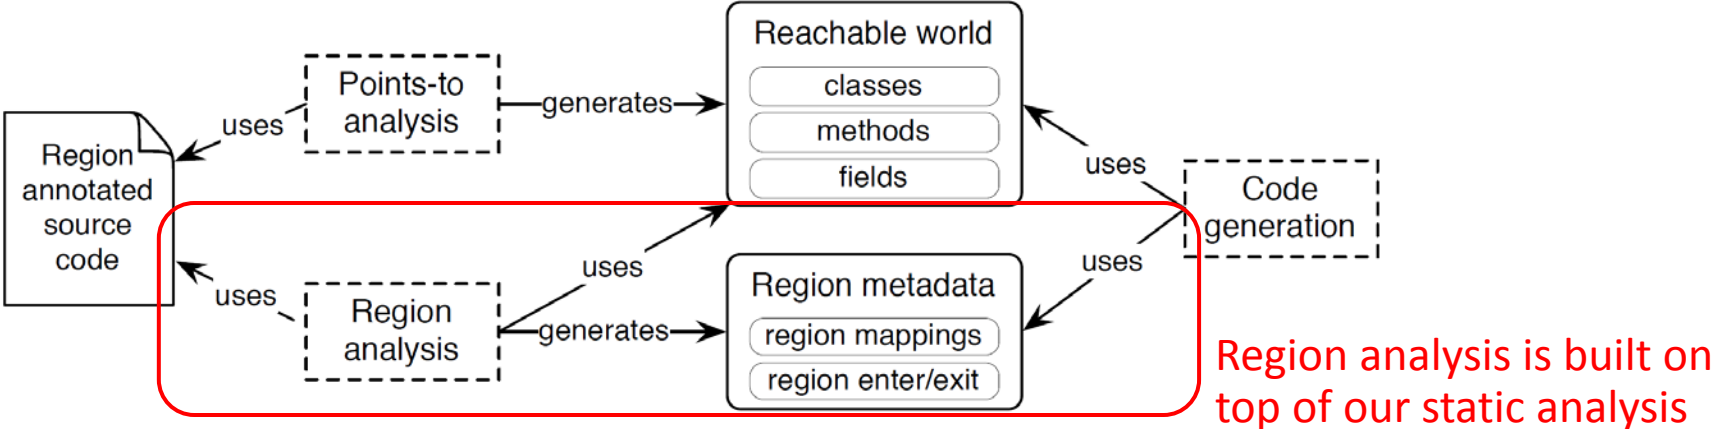 Region
annotated
source
code
uses
Points-to
analysis
generates
Reachable world
classes
methods
fields
uses
Region
analysis
uses
generates
Region metadata
region mappings
region enter/exit
uses
uses
Code
generation
Region analysis is built on
top of our static analysis